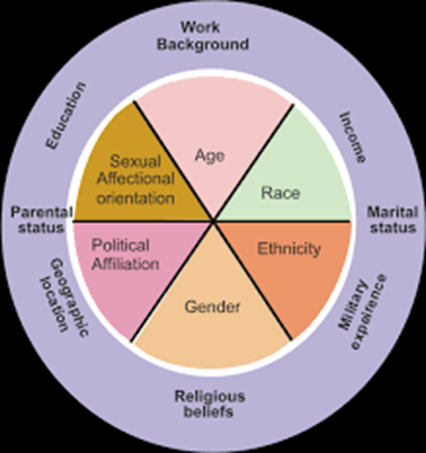 Work
Background
Education
Income
Age
Sexual
Affectional
orientation
Race
Parental
status
Marital
status
Political
Affiliation
Ethnicity
Geographic
location
Gender
Military
expeirence
Religious
beliefs